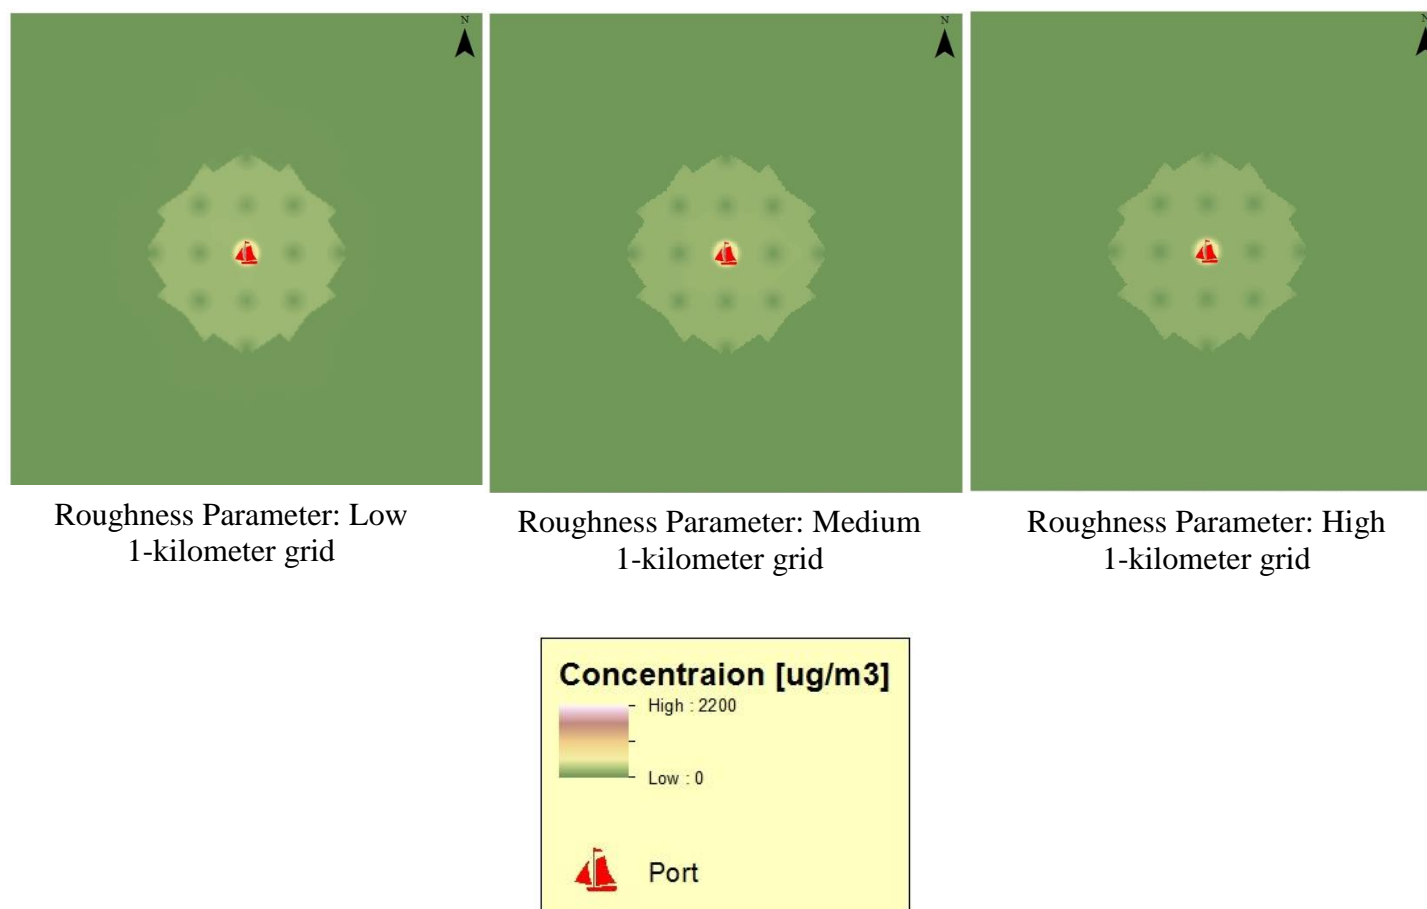 N
N
N
Roughness Parameter: Low
1-kilometer grid
Roughness Parameter: Medium
1-kilometer grid
Roughness Parameter: High
1-kilometer grid
Concentraion [ug/m3]
High : 2200
Low : 0
Port